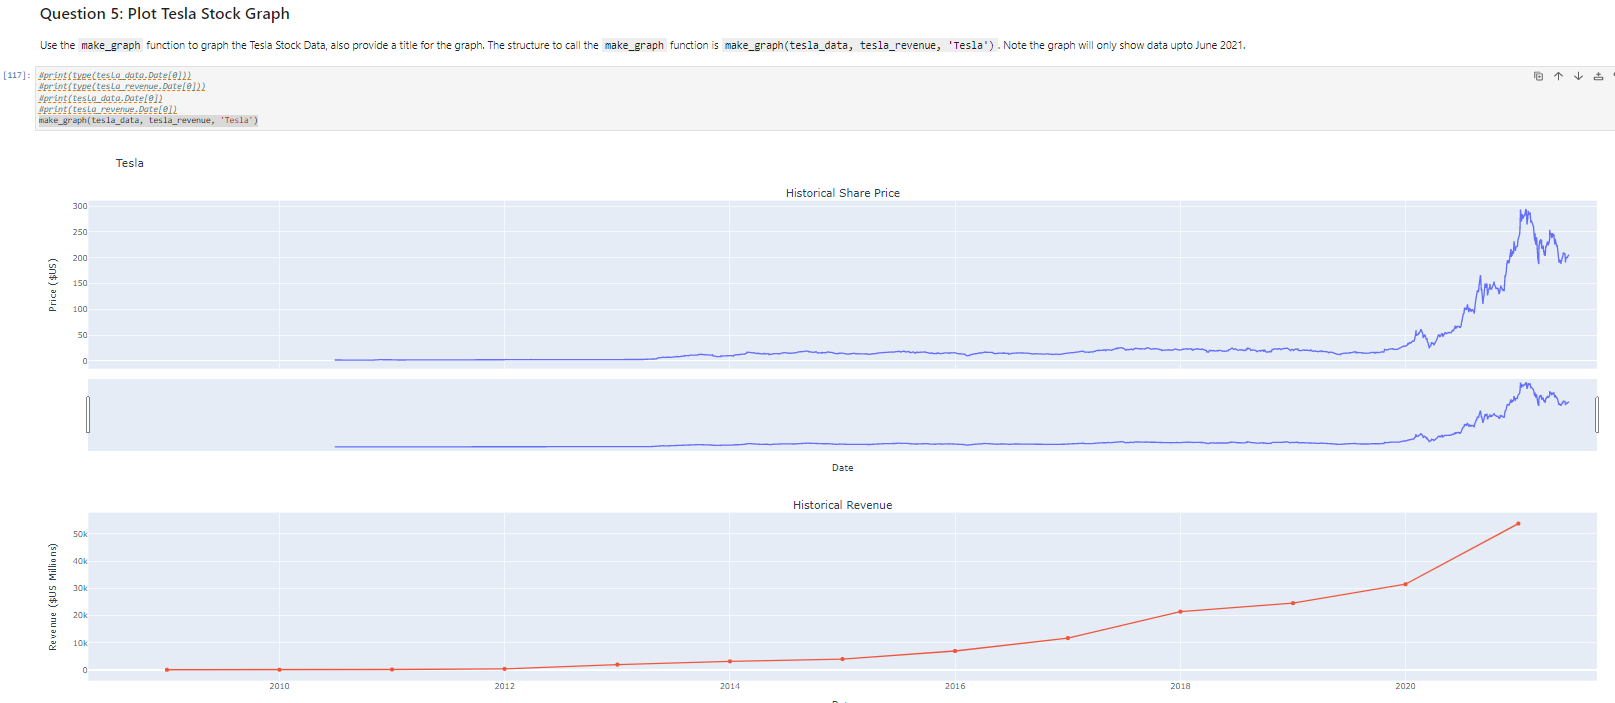 Question 5: Plot Tesla Stock Graph
Use the make_graph function to graph the Tesla Stock Data, also provide a title for the graph. The structure to call the make_graph function is make_graph(tesla_data, tesla_revenue, 'Tesla'). Note the graph will only show data upto June 2021.
[117]:
#print(type(tesla_data.Date[0]))
#print(type(tesla_revenue.Date[0]))
#print(tesla_data.Date[0])
#print(tesla_revenue.Date[0])
make_graph(tesla_data, tesla_revenue, 'Tesla')
Tesla
Historical Share Price
300
250
200
150
100
50
0
Price ($US)
Date
Historical Revenue
50k
40k
30k
20k
10k
0
Revenue ($US Millions)
2010 2012 2014 2016 2018 2020